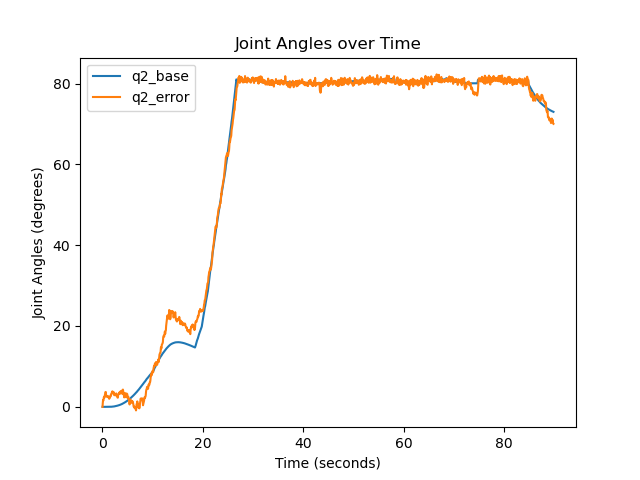 Joint Angles over Time
q2_base
q2_error
Joint Angles (degrees)
80
60
40
20
0
0 20 40 60 80
Time (seconds)